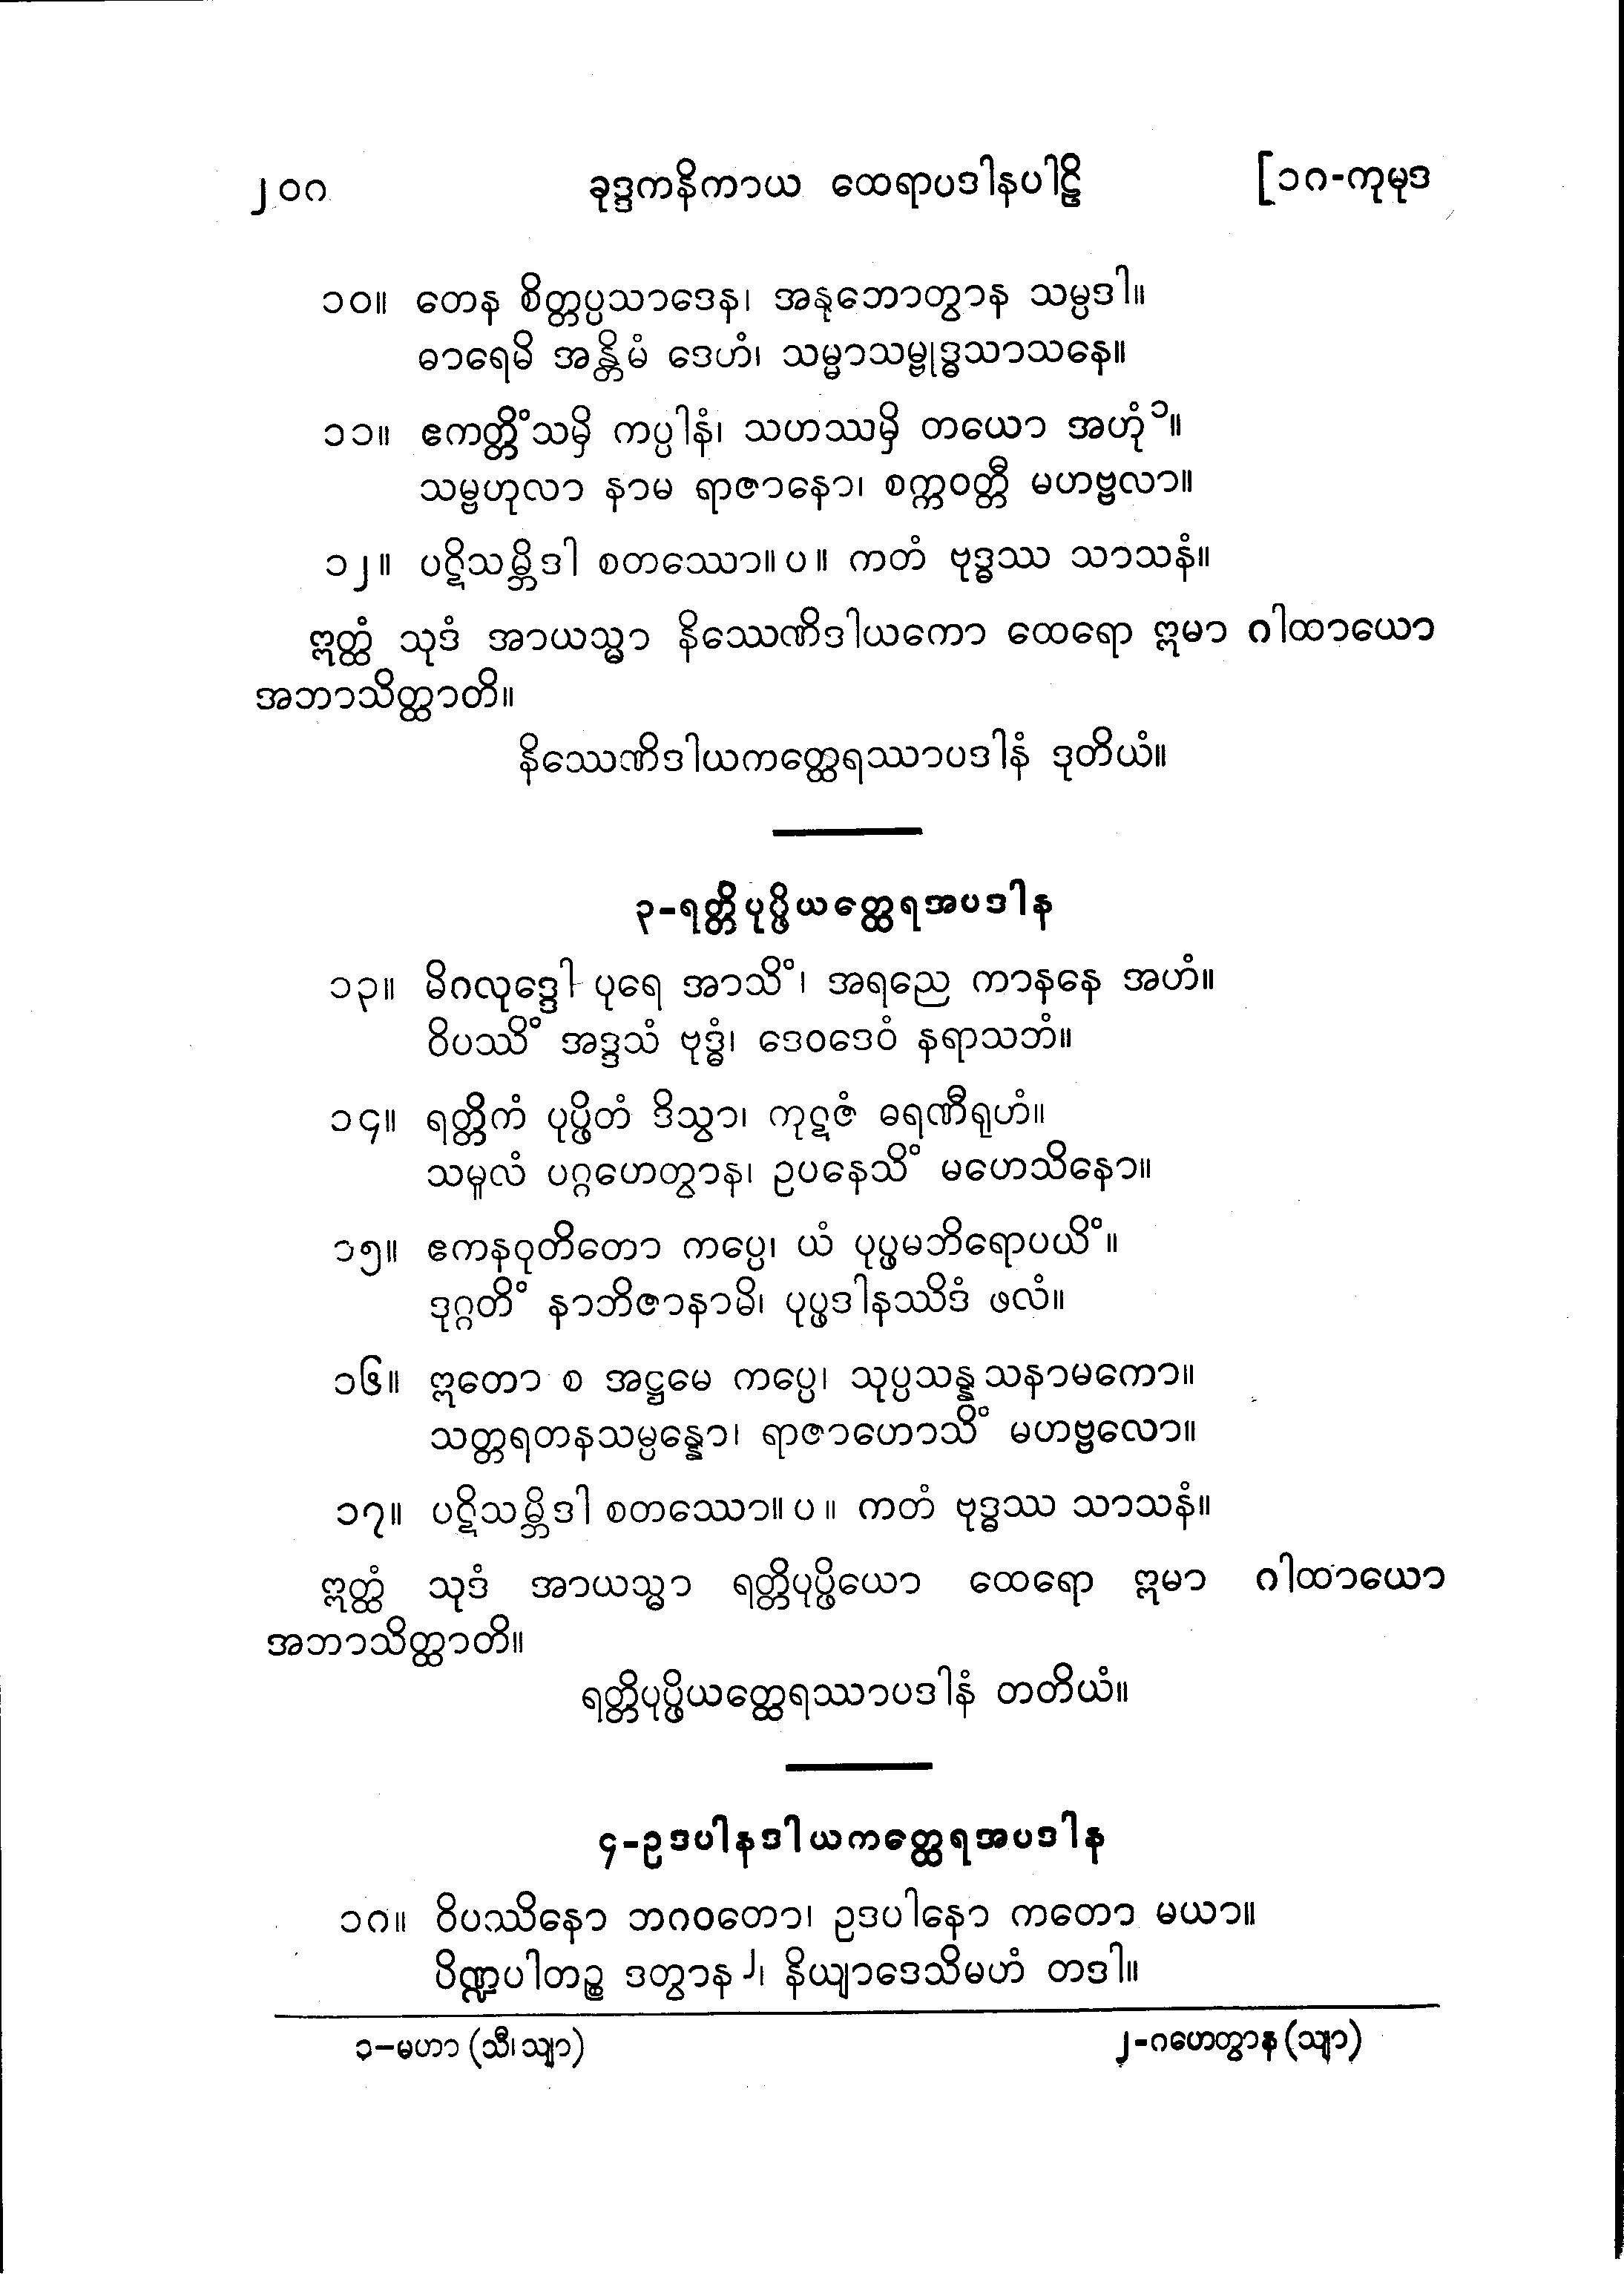 ၂၀၈ ခုဒ္ဒကနိကာယ ထေရာပဒါနပါဠိ [၁၈-ကုမုဒ
၁၀။ တေန စိတ္တပ္ပသာဒေန၊ အနုဘောတွာန သမ္ပဒါ။
ဓာရေမိ အန္တိမံ ဒေဟံ၊ သမ္မာသမ္ဗုဒ္ဓသာသနေ။
၁၁။ ဧကတ္တိံသမှိ ကပ္ပါနံ၊ သဟဿမှိ တယော အဟုံ၁။
သမ္ဗဟုလာ နာမ ရာဇာနော၊ စက္ကဝတ္တီ မဟဗ္ဗလာ။
၁၂။ ပဋိသမ္ဘိဒါ စတဿော။ပ။ ကတံ ဗုဒ္ဓဿ သာသနံ။
ဣတ္ထံ သုဒံ အာယသ္မာ နိဿေဏိဒါယကော ထေရော ဣမာ ဂါထာယော
အဘာသိတ္ထာတိ။
နိဿေဏိဒါယကတ္ထေရဿာပဒါနံ ဒုတိယံ။
၃-ရတ္တိပုပ္ဖိယတ္ထေရအပဒါန
၁၃။ မိဂလုဒ္ဒေါ ပုရေ အာသိံ၊ အရညေ ကာနနေ အဟံ။
ဝိပဿိံ အဒ္ဒသံ ဗုဒ္ဓံ၊ ဒေဝဒေဝံ နရာသဘံ။
၁၄။ ရတ္တိကံ ပုပ္ဖိတံ ဒိသွာ၊ ကုဋဇံ ဓရဏီရုဟံ။
သမူလံ ပဂ္ဂဟေတွာန၊ ဥပနေသိံ မဟေသိနော။
၁၅။ ဧကနဝုတိတော ကပ္ပေ၊ ယံ ပုပ္ဖမဘိရောပယိံ။
ဒုဂ္ဂတိံ နာဘိဇာနာမိ၊ ပုပ္ဖဒါနဿိဒံ ဖလံ။
၁၆။ ဣတော စ အဋ္ဌမေ ကပ္ပေ၊ သုပ္ပသန္နသနာမကော။
သတ္တရတနသမ္ပန္နော၊ ရာဇာဟောသိံ မဟဗ္ဗလော။
၁၇။ ပဋိသမ္ဘိဒါ စတဿော။ပ။ ကတံ ဗုဒ္ဓဿ သာသနံ။
ဣတ္ထံ သုဒံ အာယသ္မာ ရတ္တိပုပ္ဖိယော ထေရော ဣမာ ဂါထာယော
အဘာသိတ္ထာတိ။
ရတ္တိပုပ္ဖိယတ္ထေရဿာပဒါနံ တတိယံ။
၄-ဥဒပါနဒါယကတ္ထေရအပဒါန
၁၈။ ဝိပဿိနော ဘဂဝတော၊ ဥဒပါနော ကတော မယာ။
ပိဏ္ဍပါတဉ္စ ဒတွာန၂၊ နိယျာဒေသိမဟံ တဒါ။
၁-မဟာ (သီ၊သျာ) ၂-ဂဟေတွာန (သျာ)